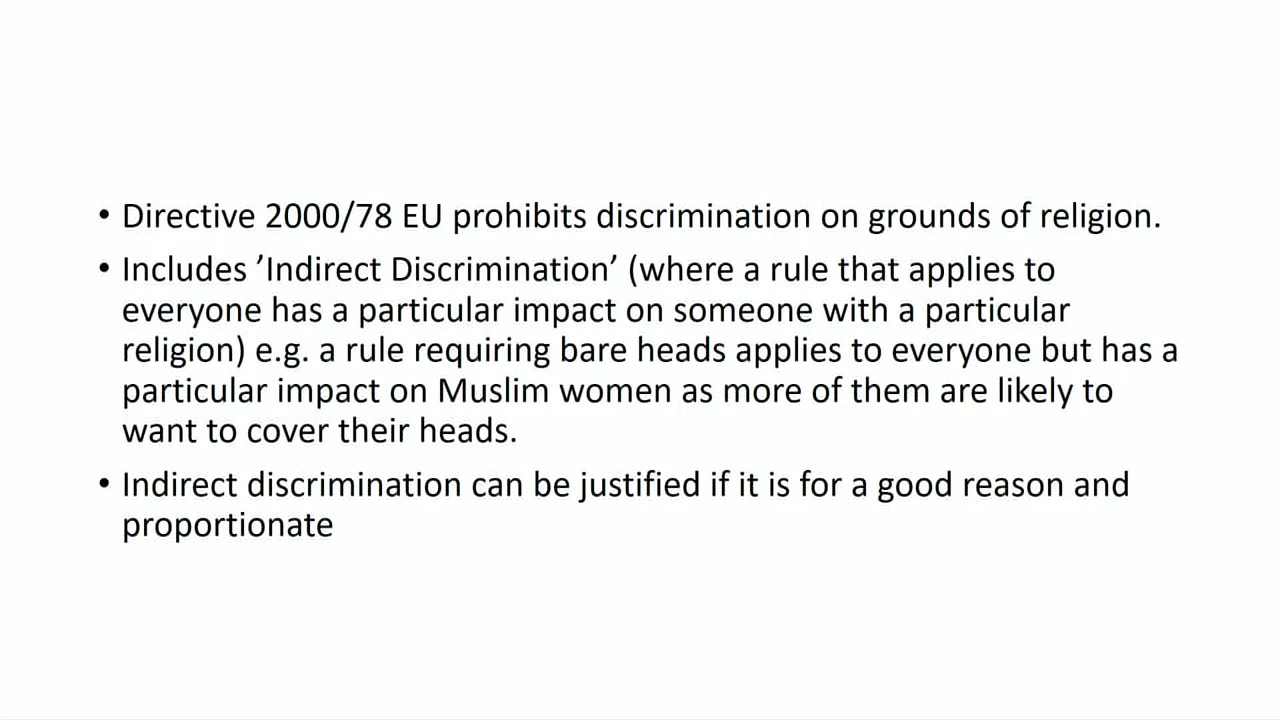 • Directive 2000/78 EU prohibits discrimination on grounds of religion.
• Includes ’Indirect Discrimination’ (where a rule that applies to
everyone has a particular impact on someone with a particular
religion) e.g. a rule requiring bare heads applies to everyone but has a
particular impact on Muslim women as more of them are likely to
want to cover their heads.
• Indirect discrimination can be justified if it is for a good reason and
proportionate